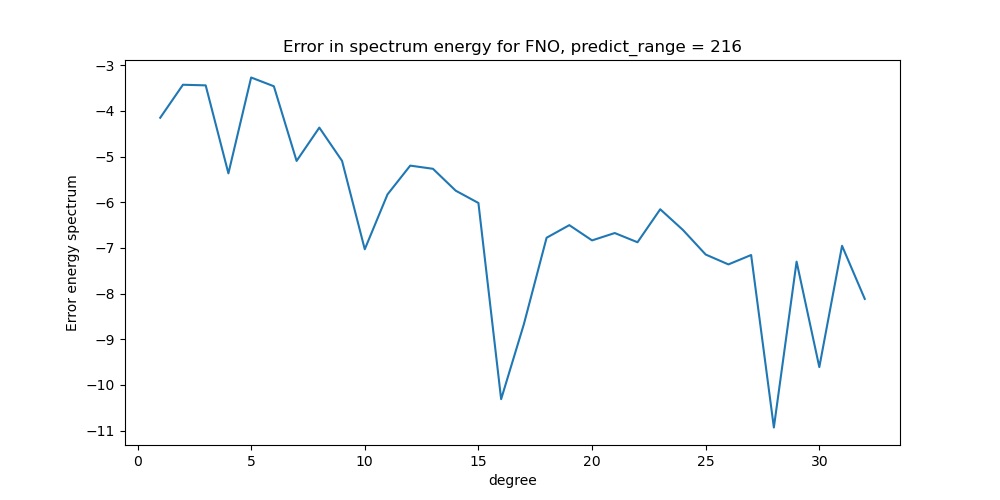 Error in spectrum energy for FNO, predict_range = 216
−3
−4
−5
−6
−7
−8
−9
−10
−11
Error energy spectrum
0 5 10 15 20 25 30
degree